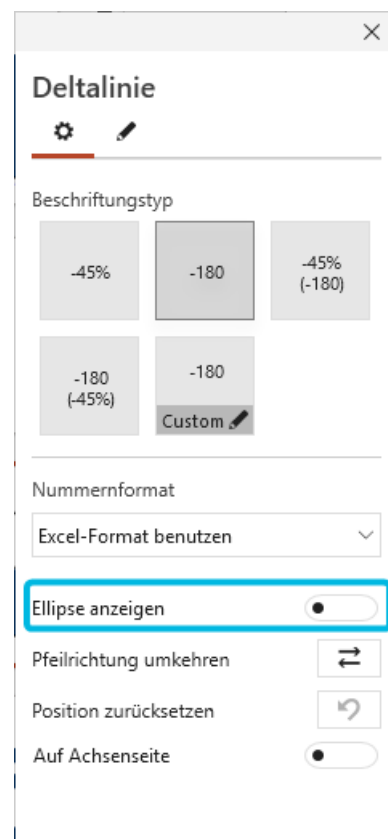 Deltalinie
Beschriftungstyp
-45%
-180
-45%
(-180)
-180
(-45%)
-180
Custom
Nummernformat
Excel-Format benutzen
Ellipse anzeigen
Pfeilrichtung umkehren
Position zurücksetzen
Auf Achsenseite